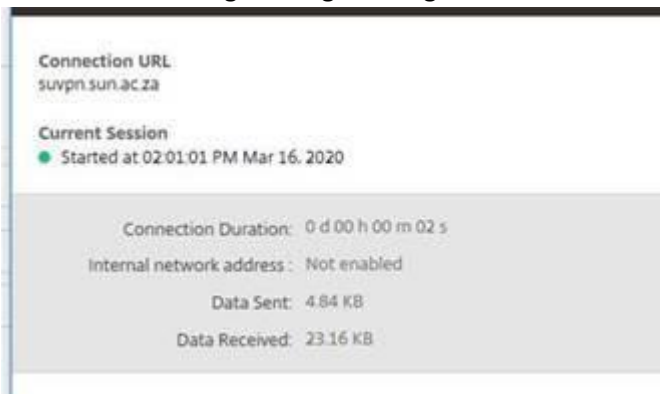 Connection URL
suvpn.sun.ac.za
Current Session
Started at 02:01:01 PM Mar 16, 2020
Connection Duration: 0 d 00 h 00 m 02 s
Internal network address : Not enabled
Data Sent: 4.84 KB
Data Received: 23.16 KB